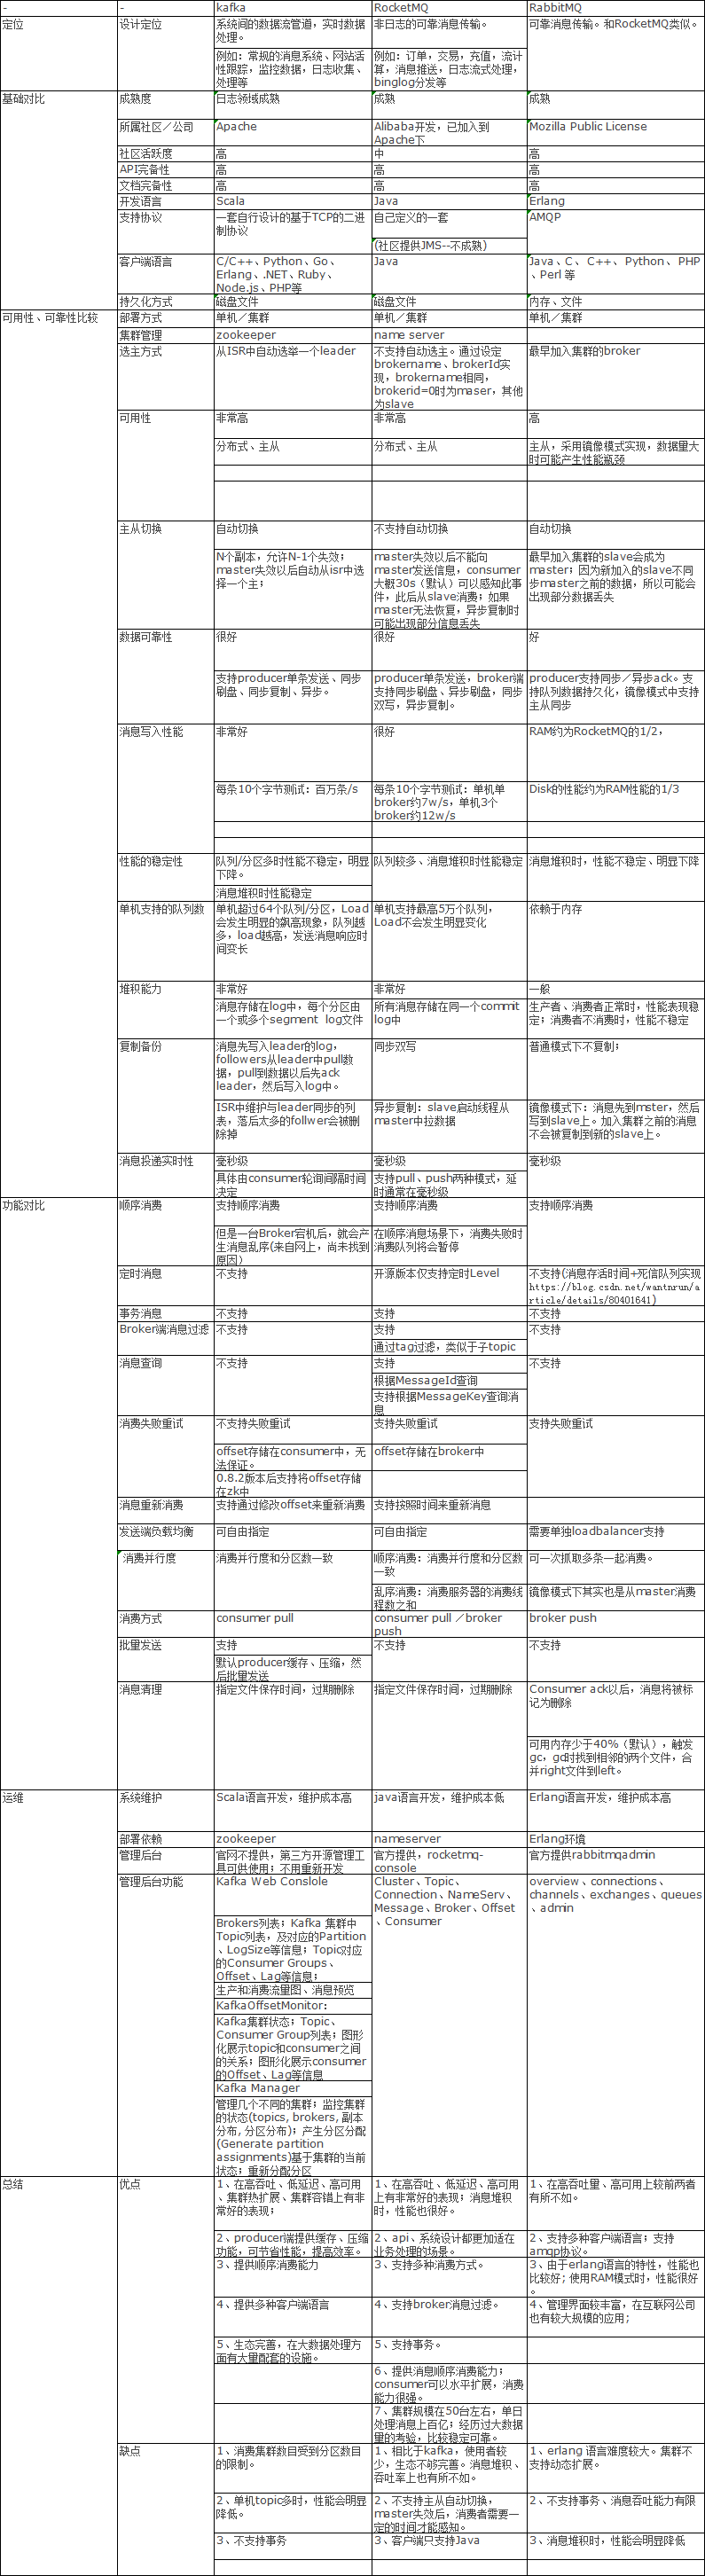 - - kafka RocketMQ RabbitMQ
定位 设计定位 系统间的数据流管道，实时数据处理。 非日志的可靠消息传输。 可靠消息传输。和RocketMQ类似。
例如：常规的消息系统、网站活性跟踪，监控数据，日志收集、处理等 例如：订单，交易，充值，流计算，消息推送，日志流式处理，binglog分发等
基础对比 成熟度 日志领域成熟 成熟 成熟
所属社区／公司 Apache Alibaba开发，已加入到Apache下 Mozilla Public License
社区活跃度 高 中 高
API完备性 高 高 高
文档完备性 高 高 高
开发语言 Scala Java Erlang
支持协议 一套自行设计的基于TCP的二进制协议 自己定义的一套 AMQP
(社区提供JMS--不成熟)
客户端语言 C/C++、Python、Go、Erlang、.NET、Ruby、Node.js、PHP等 Java Java、C、C++、Python、PHP、Perl 等
持久化方式 磁盘文件 磁盘文件 内存、文件
可用性、可靠性比较 部署方式 单机／集群 单机／集群 单机／集群
集群管理 zookeeper name server
选主方式 从ISR中自动选举一个leader 不支持自动选主。通过设定brokername、brokerId实现，brokername相同，brokerid=0时为maser，其他为slave 最早加入集群的broker
可用性 非常高 非常高 高
分布式、主从 分布式、主从 主从，采用镜像模式实现，数据量大时可能产生性能瓶颈
主从切换 自动切换 不支持自动切换 自动切换
N个副本，允许N-1个失效；master失效以后自动从isr中选择一个主； master失效以后不能向master发送信息，consumer大概30s（默认）可以感知此事件，此后从slave消费；如果master无法恢复，异步复制时可能出现部分信息丢失 最早加入集群的slave会成为master；因为新加入的slave不同步master之前的数据，所以可能会出现部分数据丢失
数据可靠性 很好 很好 好
支持producer单条发送、同步刷盘、同步复制、异步。 producer单条发送，broker端支持同步刷盘、异步刷盘，同步双写，异步复制。 producer支持同步／异步ack。支持队列数据持久化，镜像模式中支持主从同步
消息写入性能 非常好 很好 RAM约为RocketMQ的1/2，
每条10个字节测试：百万条/s 每条10个字节测试：单机单broker约7w/s，单机3个broker约12w/s Disk的性能约为RAM性能的1/3
性能的稳定性 队列/分区多时性能不稳定，明显下降。 队列较多、消息堆积时性能稳定 消息堆积时，性能不稳定、明显下降
消息堆积时性能稳定
单机支持的队列数 单机超过64个队列/分区，Load会发生明显的飙高现象，队列越多，load越高，发送消息响应时间变长 单机支持最高5万个队列，Load不会发生明显变化 依赖于内存
堆积能力 非常好 非常好 一般
消息存储在log中，每个分区由一个或多个segment log文件 所有消息存储在同一个commit log中 生产者、消费者正常时，性能表现稳定；消费者不消费时，性能不稳定
复制备份 消息先写入leader的log，followers从leader中pull数据，pull到数据以后先ack leader，然后写入log中。 同步双写 普通模式下不复制；
ISR中维护与leader同步的列表，落后太多的follwer会被删除掉 异步复制：slave启动线程从master中拉数据 镜像模式下：消息先到mster，然后写到slave上。加入集群之前的消息不会被复制到新的slave上。
消息投递实时性 毫秒级 毫秒级 毫秒级
具体由consumer轮询间隔时间决定 支持pull、push两种模式，延时通常在毫秒级
功能对比 顺序消费 支持顺序消费 支持顺序消费 支持顺序消费
但是一台Broker宕机后，就会产生消息乱序(来自网上，尚未找到原因) 在顺序消息场景下，消费失败时消费队列将会暂停
定时消息 不支持 开源版本仅支持定时Level 不支持(消息存活时间+死信队列实现https://blog.csdn.net/wantnrun/article/details/80401641)
事务消息 不支持 支持 不支持
Broker端消息过滤 不支持 支持 不支持
通过tag过滤，类似于子topic
消息查询 不支持 支持 不支持
根据MessageId查询
支持根据MessageKey查询消息
消费失败重试 不支持失败重试 支持失败重试 支持失败重试
offset存储在consumer中，无法保证。 offset存储在broker中
0.8.2版本后支持将offset存储在zk中
消息重新消费 支持通过修改offset来重新消费 支持按照时间来重新消息
发送端负载均衡 可自由指定 可自由指定 需要单独loadbalancer支持
消费并行度 消费并行度和分区数一致 顺序消费：消费并行度和分区数一致 可一次抓取多条一起消费。
乱序消费：消费服务器的消费线程数之和 镜像模式下其实也是从master消费
消费方式 consumer pull consumer pull ／broker push broker push
批量发送 支持 不支持 不支持
默认producer缓存、压缩，然后批量发送
消息清理 指定文件保存时间，过期删除 指定文件保存时间，过期删除 Consumer ack以后，消息将被标记为删除
可用内存少于40%（默认），触发gc，gc时找到相邻的两个文件，合并right文件到left。
运维 系统维护 Scala语言开发，维护成本高 java语言开发，维护成本低 Erlang语言开发，维护成本高
部署依赖 zookeeper nameserver Erlang环境
管理后台 官网不提供，第三方开源管理工具可供使用；不用重新开发 官方提供，rocketmq-console 官方提供rabbitmqadmin
管理后台功能 Kafka Web Conslole Cluster、Topic、Connection、NameServ、Message、Broker、Offset、Consumer overview、connections、channels、exchanges、queues、admin
Brokers列表；Kafka 集群中 Topic列表，及对应的Partition、LogSize等信息；Topic对应的Consumer Groups、Offset、Lag等信息；
生产和消费流量图、消息预览
KafkaOffsetMonitor：
Kafka集群状态；Topic、Consumer Group列表；图形化展示topic和consumer之间的关系；图形化展示consumer的Offset、Lag等信息
Kafka Manager
管理几个不同的集群；监控集群的状态(topics, brokers, 副本分布, 分区分布)；产生分区分配(Generate partition assignments)基于集群的当前状态；重新分配分区
总结 优点 1、在高吞吐、低延迟、高可用、集群热扩展、集群容错上有非常好的表现； 1、在高吞吐、低延迟、高可用上有非常好的表现；消息堆积时，性能也很好。 1、在高吞吐量、高可用上较前两者有所不如。
2、producer端提供缓存、压缩功能，可节省性能，提高效率。 2、api、系统设计都更加适在业务处理的场景。 2、支持多种客户端语言；支持amqp协议。
3、提供顺序消费能力 3、支持多种消费方式。 3、由于erlang语言的特性，性能也比较好；使用RAM模式时，性能很好。
4、提供多种客户端语言 4、支持broker消息过滤。 4、管理界面较丰富，在互联网公司也有较大规模的应用；
5、生态完善，在大数据处理方面有大量配套的设施。 5、支持事务。
6、提供消息顺序消费能力；consumer可以水平扩展，消费能力很强。
7、集群规模在50台左右，单日处理消息上百亿；经历过大数据量的考验，比较稳定可靠。
缺点 1、消费集群数目受到分区数目的限制。 1、相比于kafka，使用者较少，生态不够完善。消息堆积、吞吐率上也有所不如。 1、erlang 语言难度较大。集群不支持动态扩展。
2、单机topic多时，性能会明显降低。 2、不支持主从自动切换，master失效后，消费者需要一定的时间才能感知。 2、不支持事务、消息吞吐能力有限
3、不支持事务 3、客户端只支持Java 3、消息堆积时，性能会明显降低